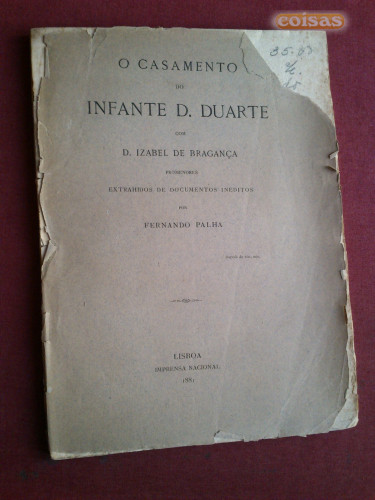 coisas
O CASAMENTO
DO
INFANTE D. DUARTE
COM
D. IZABEL DE BRAGANÇA
PORMENORES
EXTRAHIDOS DE DOCUMENTOS INEDITOS
POR
FERNANDO PALHA
LISBOA
IMPRENSA NACIONAL
1881